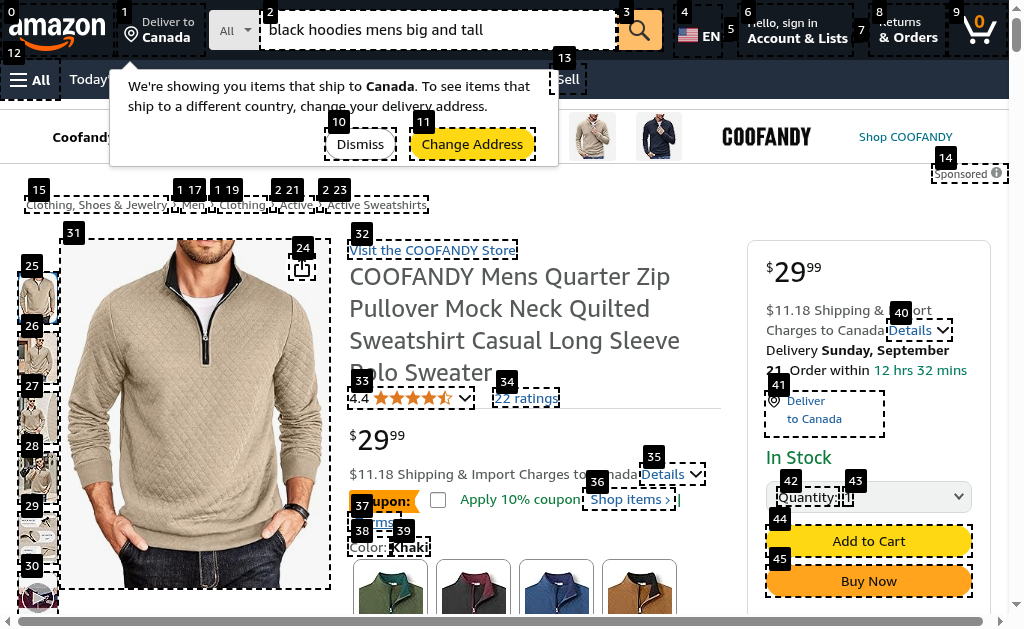 0 1 2 3 4 5 6 7 8 9
amazon
Deliver to
Canada
All
black hoodies mens big and tall
EN
Hello, sign in
Account & Lists
Returns
& Orders
0
12
13
All
Today'
Sell
We're showing you items that ship to Canada. To see items that
ship to a different country, change your delivery address.
10 11
Dismiss
Change Address
Coofandy
COOFANDY
Shop COOFANDY
14
Sponsored
15 1 17 1 19 2 21 2 23
Clothing, Shoes & Jewelry › Men › Clothing › Active › Active Sweatshirts
31
24
25
26
27
28
29
30
32
Visit the COOFANDY Store
COOFANDY Mens Quarter Zip
Pullover Mock Neck Quilted
Sweatshirt Casual Long Sleeve
Polo Sweater
33 34
4.4
22 ratings
$29.99
35
$11.18 Shipping & Import Charges to Canada Details
36
Coupon:
Apply 10% coupon Shop items › |
37
Terms
38 39
Color: Khaki
$29.99
$11.18 Shipping & Import
40
Charges to Canada Details
Delivery Sunday, September
21. Order within 12 hrs 32 mins
41
Deliver
to Canada
In Stock
42 43
Quantity: 1
44
Add to Cart
45
Buy Now